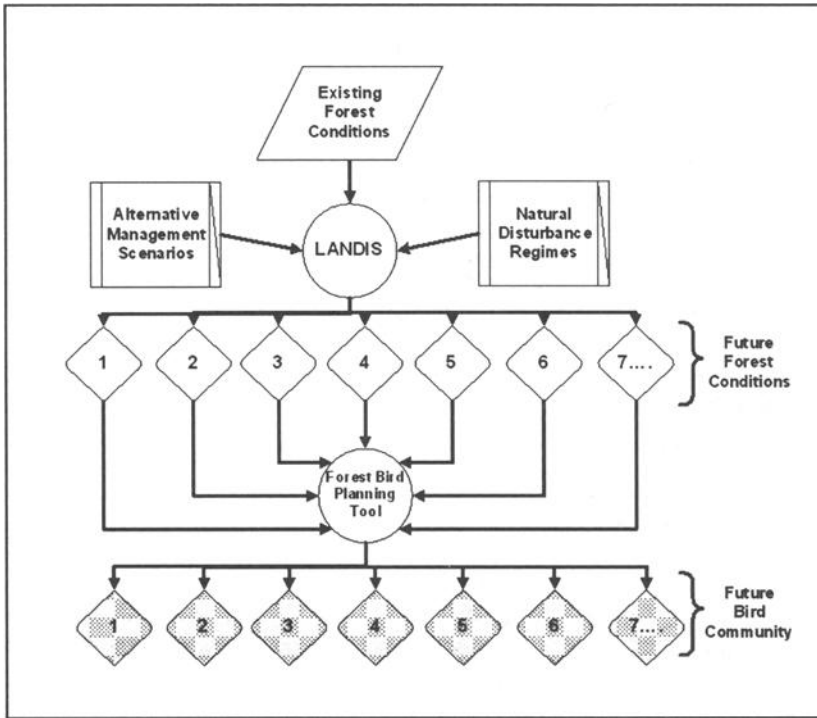 Existing
Forest
Conditions
Alternative
Management
Scenarios
LANDIS
Natural
Disturbance
Regimes
1
2
3
4
5
6
7....
Future
Forest
Conditions
Forest Bird
Planning
Tool
1
2
3
4
5
6
7....
Future
Bird
Community